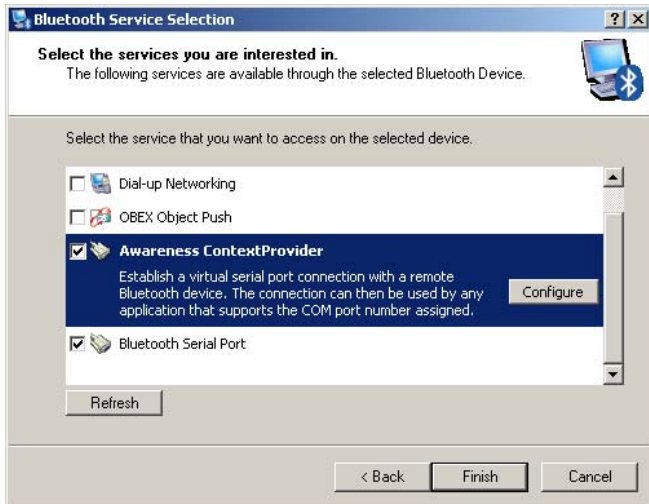 Bluetooth Service Selection
Select the services you are interested in.
The following services are available through the selected Bluetooth Device.
Select the service that you want to access on the selected device.
Dial-up Networking
OBEX Object Push
Awareness ContextProvider
Establish a virtual serial port connection with a remote
Bluetooth device. The connection can then be used by any
application that supports the COM port number assigned.
Configure
Bluetooth Serial Port
Refresh
< Back
Finish
Cancel